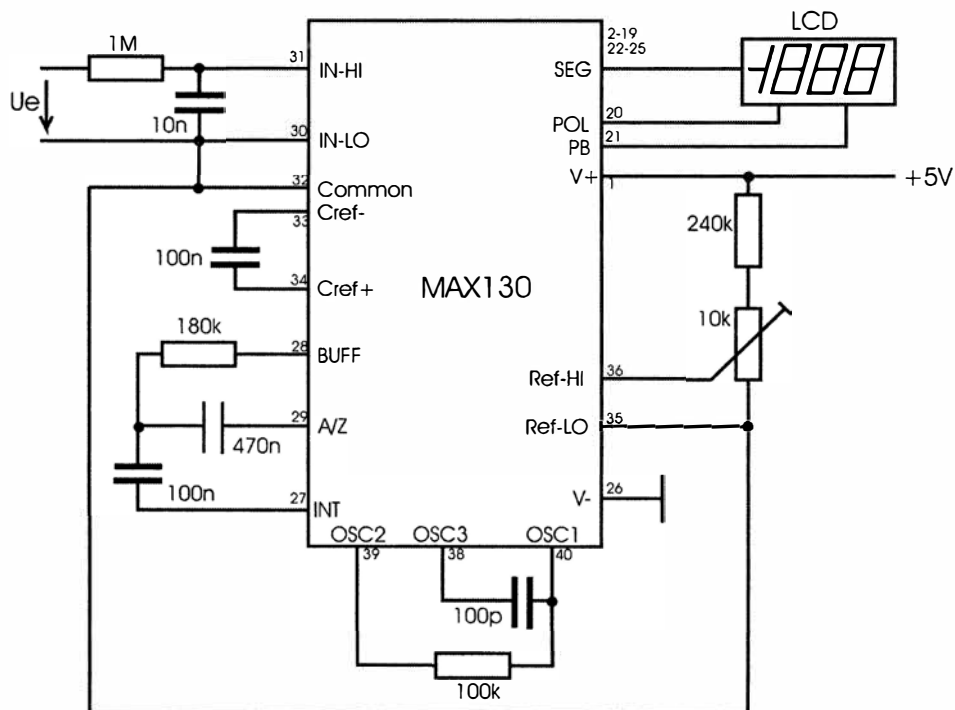 LCD
-1888
2-19
22-25
1M
31
IN-HI
SEG
Ue
10n
30
IN-LO
POL
20
PB
21
V+
1
+5V
32
Common
Cref-
33
240k
100n
34
Cref+
MAX130
10k
180k
28
BUFF
Ref-HI
36
29
A/Z
470n
Ref-LO
35
100n
27
INT
V-
26
OSC2
OSC3
OSC1
39
38
40
100p
100k